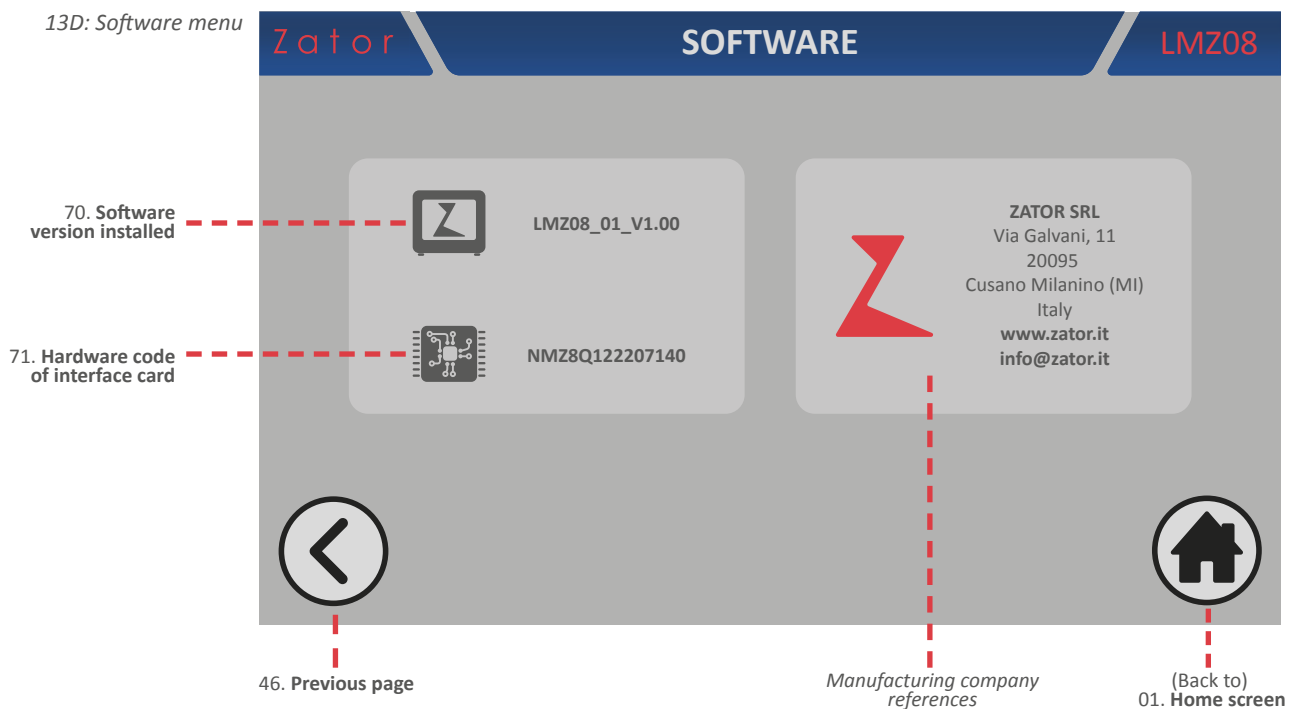 13D: Software menu
Zator
SOFTWARE
LMZ08
70. Software
version installed
LMZ08_01_V1.00
71. Hardware code
of interface card
NMZ8Q122207140
ZATOR SRL
Via Galvani, 11
20095
Cusano Milanino (MI)
Italy
www.zator.it
info@zator.it
46. Previous page
Manufacturing company
references
(Back to)
01. Home screen